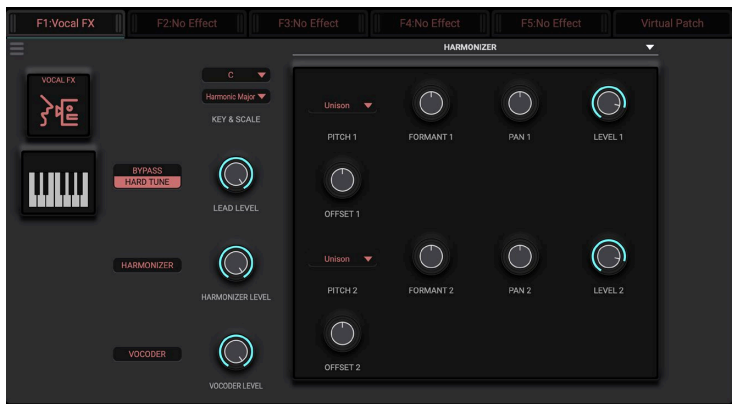 F1:Vocal FX
F2:No Effect
F3:No Effect
F4:No Effect
F5:No Effect
Virtual Patch
HARMONIZER
VOCAL FX
C
Harmonic Major
KEY & SCALE
Unison
PITCH 1
FORMANT 1
PAN 1
LEVEL 1
BYPASS
HARD TUNE
LEAD LEVEL
OFFSET 1
HARMONIZER
HARMONIZER LEVEL
Unison
PITCH 2
FORMANT 2
PAN 2
LEVEL 2
VOCODER
VOCODER LEVEL
OFFSET 2